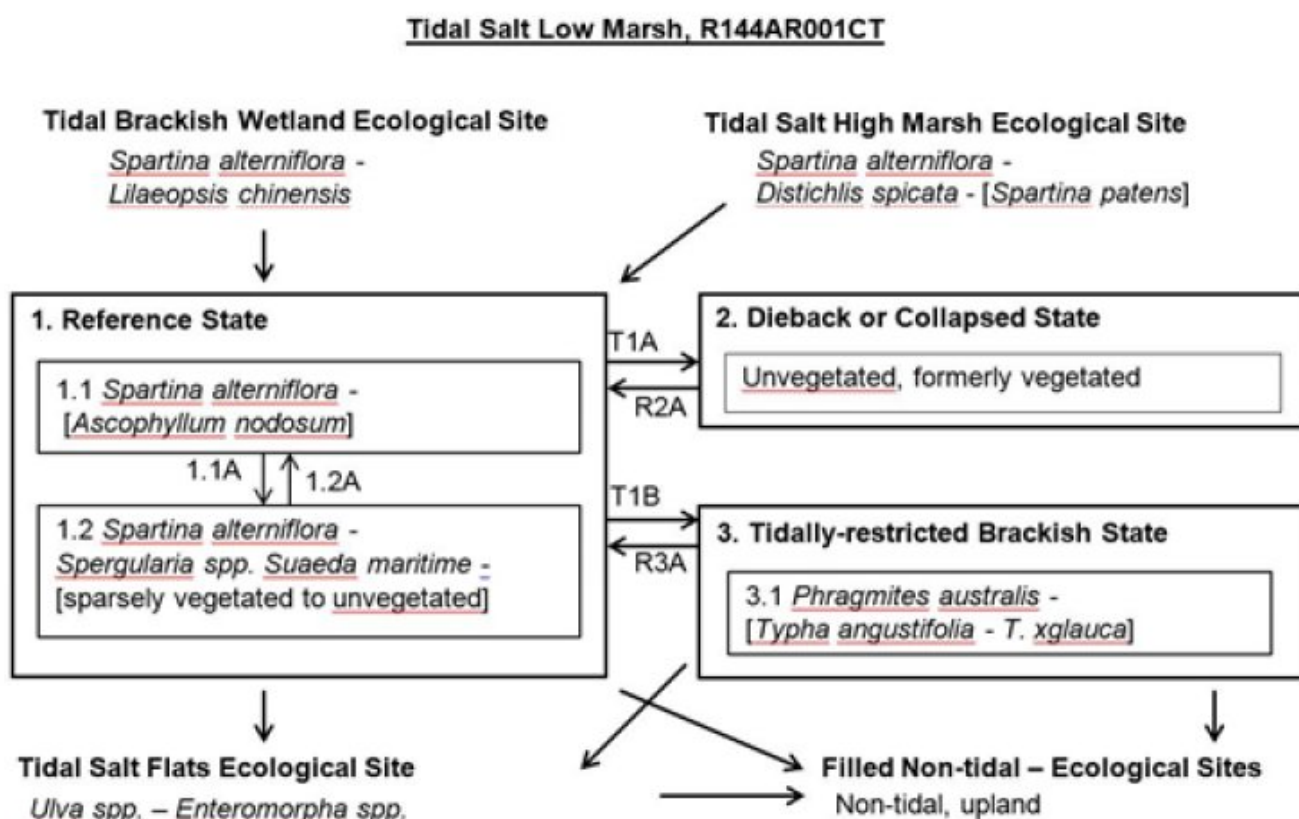 Tidal Salt Low Marsh, R144AR001CT
Tidal Brackish Wetland Ecological Site
Spartina alterniflora -
Lilaeopsis chinensis
Tidal Salt High Marsh Ecological Site
Spartina alterniflora -
Distichlis spicata - [Spartina patens]
1. Reference State
1.1 Spartina alterniflora -
[Ascophyllum nodosum]
1.1A
1.2A
1.2 Spartina alterniflora -
Spergularia spp. Suaeda maritime -
[sparsely vegetated to unvegetated]
T1A
R2A
2. Dieback or Collapsed State
Unvegetated, formerly vegetated
T1B
R3A
3. Tidally-restricted Brackish State
3.1 Phragmites australis -
[Typha angustifolia - T. xglauca]
Tidal Salt Flats Ecological Site
Ulva spp. – Enteromorpha spp.
Filled Non-tidal – Ecological Sites
Non-tidal, upland